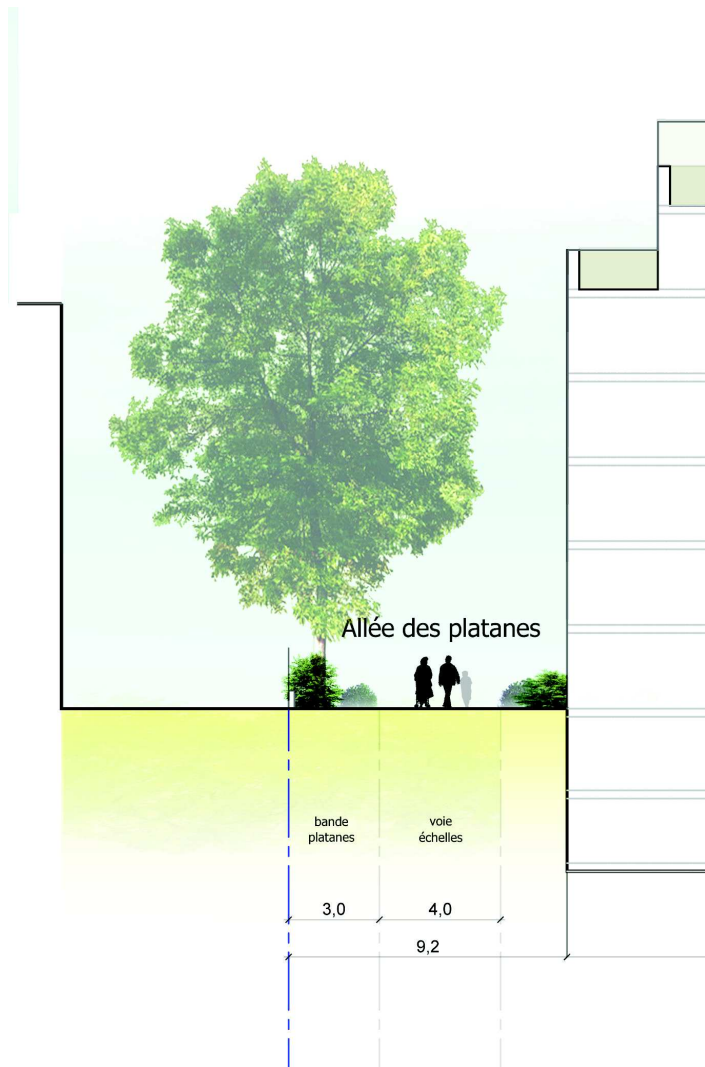 Allée des platanes
bande
platanes
voie
échelles
3,0
4,0
9,2